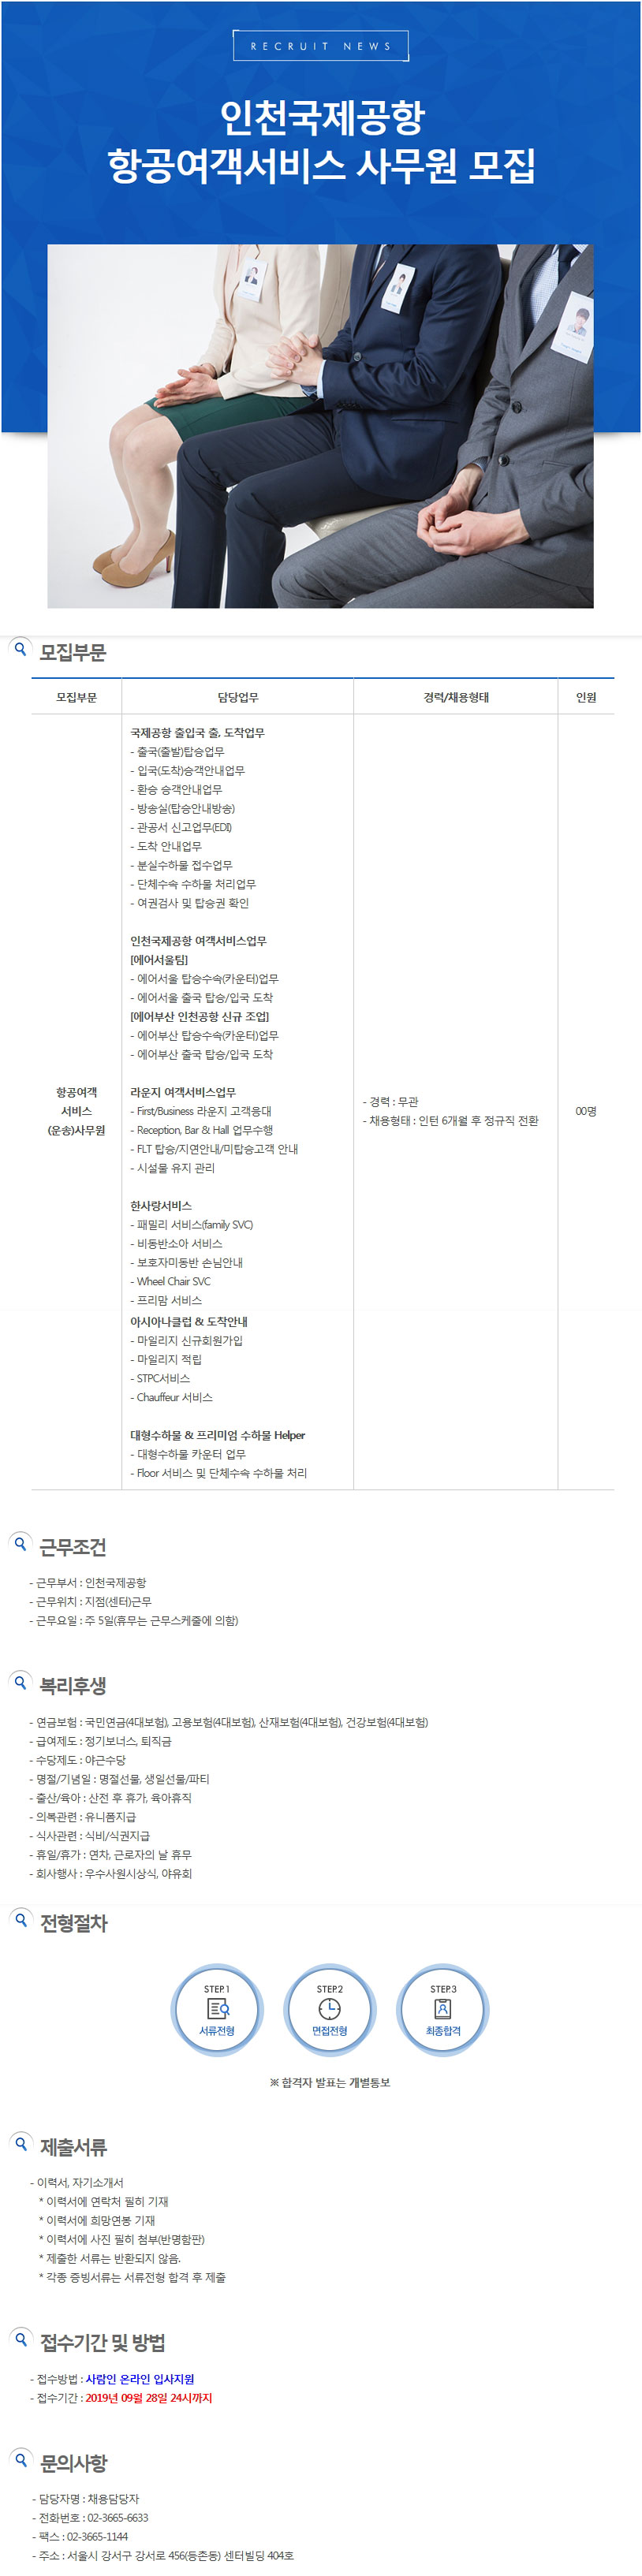 RECRUIT NEWS
인천국제공항
항공여객서비스 사무원 모집
모집부문
모집부문 담당업무 경력/채용형태 인원
국제공항 출입국 출, 도착업무
- 출국(출발)탑승업무
- 입국(도착)승객안내업무
- 환승 승객안내업무
- 방송실(탑승안내방송)
- 관공서 신고업무(EDI)
- 도착 안내업무
- 분실수하물 접수업무
- 단체수속 수하물 처리업무
- 여권검사 및 탑승권 확인
인천국제공항 여객서비스업무
[에어서울팀]
- 에어서울 탑승수속(카운터)업무
- 에어서울 출국 탑승/입국 도착
[에어부산 인천공항 신규 조업]
- 에어부산 탑승수속(카운터)업무
- 에어부산 출국 탑승/입국 도착
항공여객
서비스
(운송)사무원
라운지 여객서비스업무
- First/Business 라운지 고객응대
- Reception, Bar & Hall 업무수행
- FLT 탑승/지연안내/미탑승고객 안내
- 시설물 유지 관리
- 경력 : 무관
- 채용형태 : 인턴 6개월 후 정규직 전환
00명
한사랑서비스
- 패밀리 서비스(family SVC)
- 비동반소아 서비스
- 보호자미동반 손님안내
- Wheel Chair SVC
- 프리맘 서비스
아시아나클럽 & 도착안내
- 마일리지 신규회원가입
- 마일리지 적립
- STPC서비스
- Chauffeur 서비스
대형수하물 & 프리미엄 수하물 Helper
- 대형수하물 카운터 업무
- Floor 서비스 및 단체수속 수하물 처리
근무조건
- 근무부서 : 인천국제공항
- 근무위치 : 지점(센터)근무
- 근무요일 : 주 5일(휴무는 근무스케줄에 의함)
복리후생
- 연금보험 : 국민연금(4대보험), 고용보험(4대보험), 산재보험(4대보험), 건강보험(4대보험)
- 급여제도 : 정기보너스, 퇴직금
- 수당제도 : 야근수당
- 명절/기념일 : 명절선물, 생일선물/파티
- 출산/육아 : 산전 후 휴가, 육아휴직
- 의복관련 : 유니폼지급
- 식사관련 : 식비/식권지급
- 휴일/휴가 : 연차, 근로자의 날 휴무
- 회사행사 : 우수사원시상식, 야유회
전형절차
STEP.1 STEP.2 STEP.3
서류전형 면접전형 최종합격
※ 합격자 발표는 개별통보
제출서류
- 이력서, 자기소개서
* 이력서에 연락처 필히 기재
* 이력서에 희망연봉 기재
* 이력서에 사진 필히 첨부(반명함판)
* 제출한 서류는 반환되지 않음.
* 각종 증빙서류는 서류전형 합격 후 제출
접수기간 및 방법
- 접수방법 : 사람인 온라인 입사지원
- 접수기간 : 2019년 09월 28일 24시까지
문의사항
- 담당자명 : 채용담당자
- 전화번호 : 02-3665-6633
- 팩스 : 02-3665-1144
- 주소 : 서울시 강서구 강서로 456(등촌동) 센터빌딩 404호